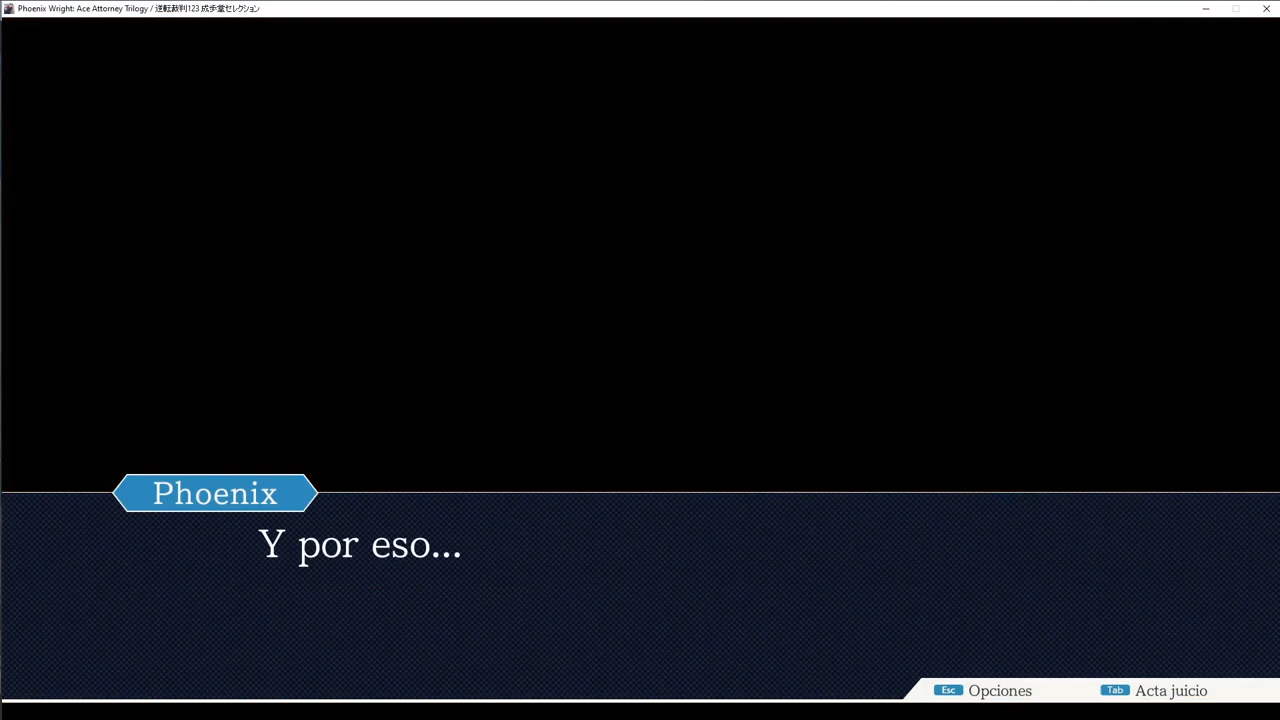 Phoenix Wright: Ace Attorney Trilogy / 逆転裁判123 成歩堂セレクション
Phoenix
Y por eso...
Esc Opciones Tab Acta juicio